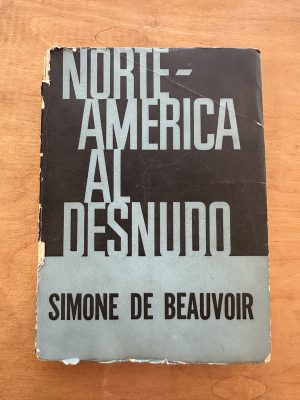 NORTE-
AMERICA
AL
DESNUDO
SIMONE DE BEAUVOIR